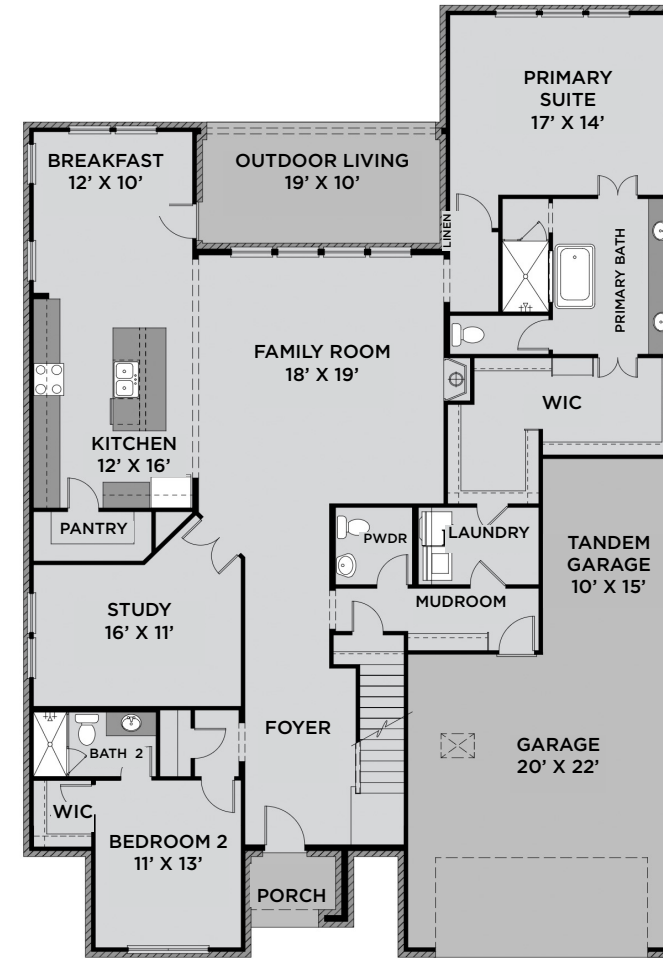 PRIMARY
SUITE
17’ X 14’
BREAKFAST
12’ X 10’
OUTDOOR LIVING
19’ X 10’
LINEN
PRIMARY BATH
FAMILY ROOM
18’ X 19’
WIC
KITCHEN
12’ X 16’
PANTRY
PWDR
LAUNDRY
TANDEM
GARAGE
10’ X 15’
STUDY
16’ X 11’
MUDROOM
FOYER
BATH 2
GARAGE
20’ X 22’
WIC
BEDROOM 2
11’ X 13’
PORCH